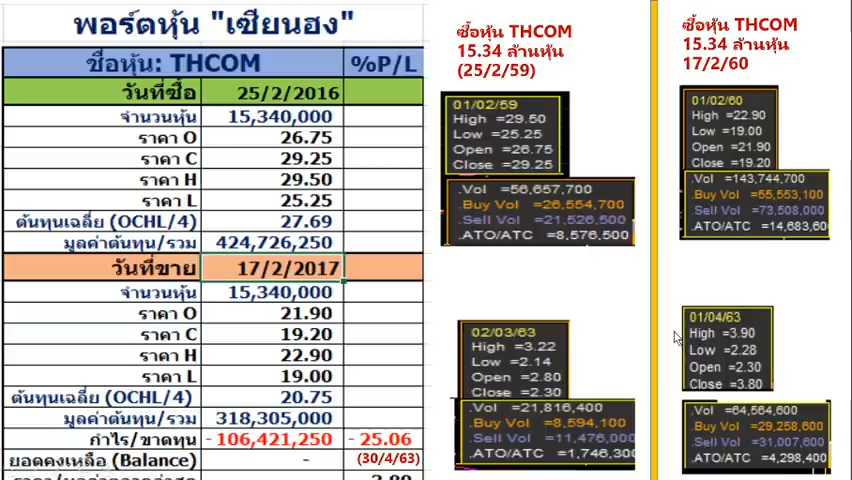 พอร์ตหุ้น "เซียนฮง"
ชื่อหุ้น: THCOM %P/L
วันที่ซื้อ 25/2/2016
จำนวนหุ้น 15,340,000
ราคา O 26.75
ราคา C 29.25
ราคา H 29.50
ราคา L 25.25
ต้นทุนเฉลี่ย (OCHL/4) 27.69
มูลค่าต้นทุน/รวม 424,726,250
วันที่ขาย 17/2/2017
จำนวนหุ้น 15,340,000
ราคา O 21.90
ราคา C 19.20
ราคา H 22.90
ราคา L 19.00
ต้นทุนเฉลี่ย (OCHL/4) 20.75
มูลค่าต้นทุน/รวม 318,305,000
กำไร/ขาดทุน - 106,421,250 - 25.06
ยอดคงเหลือ (Balance) - (30/4/63)
ซื้อหุ้น THCOM
15.34 ล้านหุ้น
(25/2/59)
01/02/59
High =29.50
Low =25.25
Open =26.75
Close =29.25
.Vol =56,657,700
.Buy Vol =26,554,700
.Sell Vol =21,526,500
.ATO/ATC =8,576,500
02/03/63
High =3.22
Low =2.14
Open =2.80
Close =2.30
.Vol =21,816,400
.Buy Vol =8,594,100
.Sell Vol =11,476,000
.ATO/ATC =1,746,300
ซื้อหุ้น THCOM
15.34 ล้านหุ้น
17/2/60
01/02/60
High =22.90
Low =19.00
Open =21.90
Close =19.20
.Vol =143,744,700
.Buy Vol =55,553,100
.Sell Vol =73,508,000
.ATO/ATC =14,683,60
01/04/63
High =3.90
Low =2.28
Open =2.30
Close =3.80
.Vol =64,564,600
.Buy Vol =29,258,600
.Sell Vol =31,007,600
.ATO/ATC =4,298,400